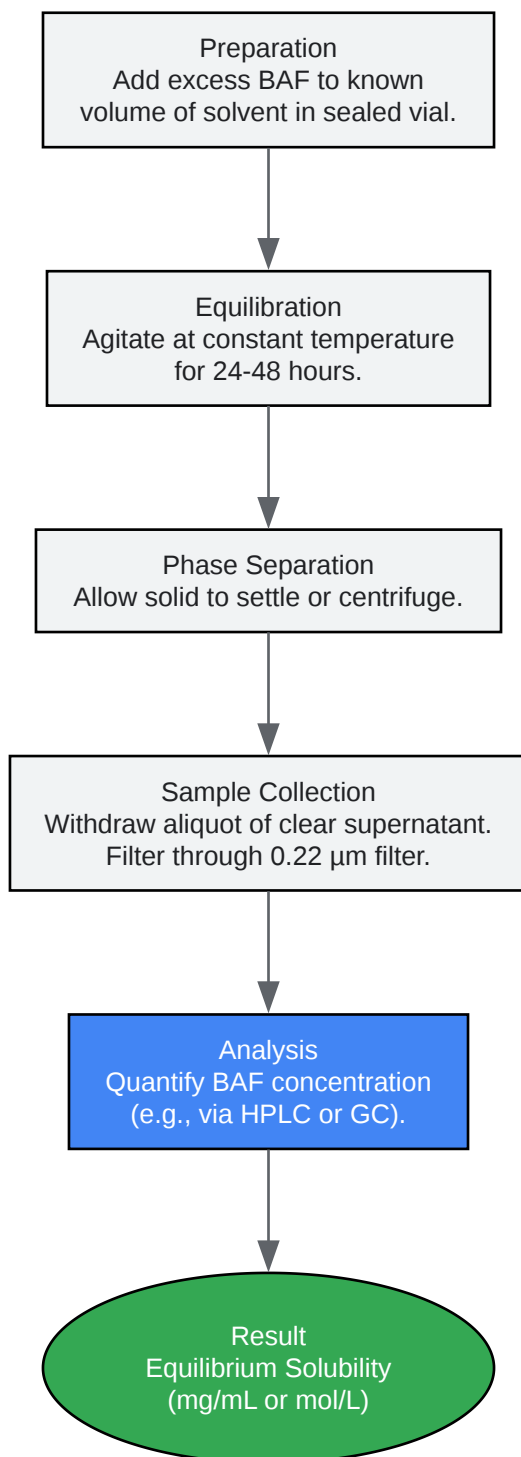 Preparation
Add excess BAF to known
volume of solvent in sealed vial.
Equilibration
Agitate at constant temperature
for 24-48 hours.
Phase Separation
Allow solid to settle or centrifuge.
Sample Collection
Withdraw aliquot of clear supernatant.
Filter through 0.22 µm filter.
Analysis
Quantify BAF concentration
(e.g., via HPLC or GC).
Result
Equilibrium Solubility
(mg/mL or mol/L)